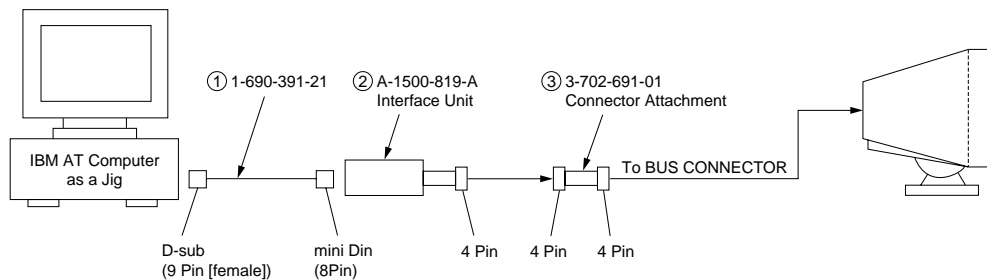 ① 1-690-391-21
② A-1500-819-A
Interface Unit
③ 3-702-691-01
Connector Attachment
IBM AT Computer
as a Jig
To BUS CONNECTOR
D-sub
(9 Pin [female])
mini Din
(8Pin)
4 Pin
4 Pin
4 Pin